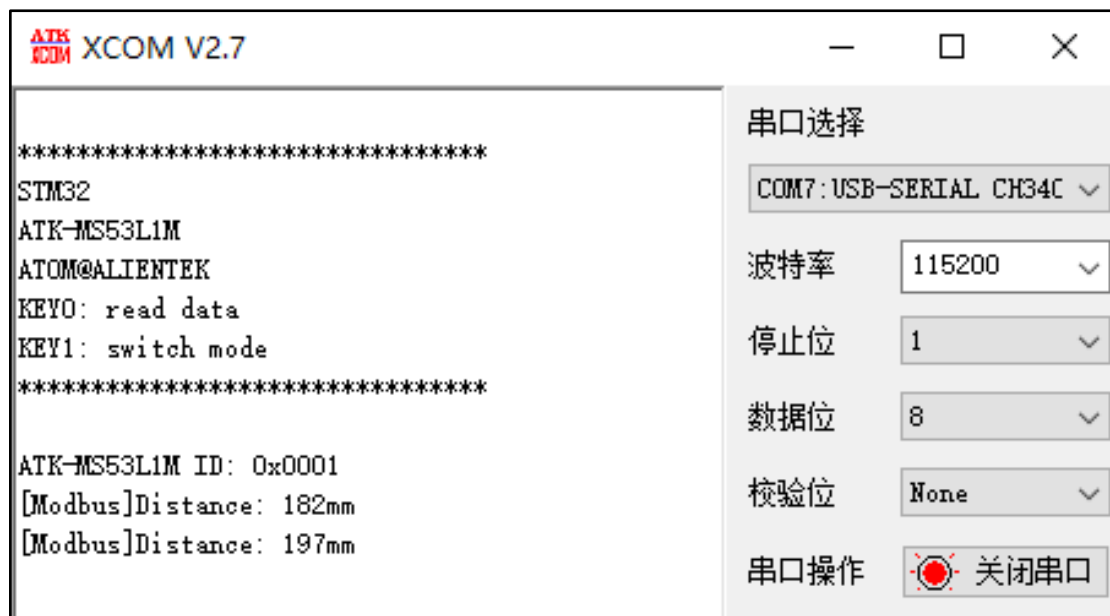 ATK XCOM XCOM V2.7
********************************
STM32
ATK-MS53L1M
ATOM@ALIENTEK
KEY0: read data
KEY1: switch mode
********************************
ATK-MS53L1M ID: 0x0001
[Modbus]Distance: 182mm
[Modbus]Distance: 197mm
串口选择
COM7:USB-SERIAL CH340
波特率 115200
停止位 1
数据位 8
校验位 None
串口操作 关闭串口